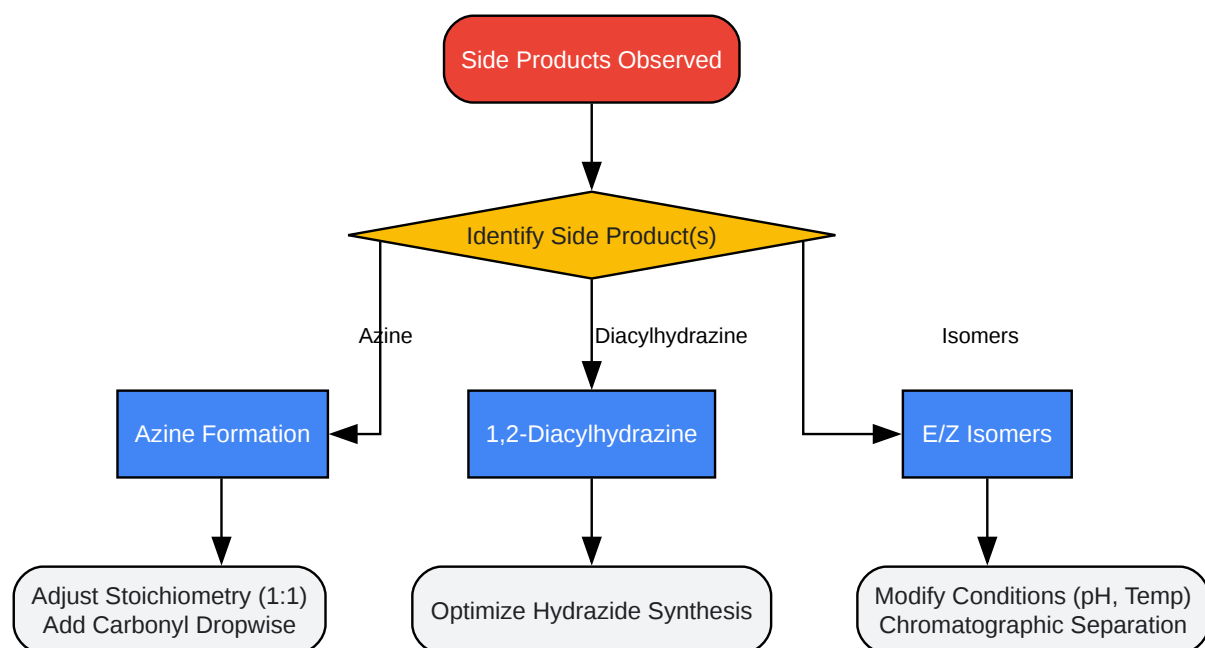 Side Products Observed
Identify Side Product(s)
Azine
Diacylhydrazine
Isomers
Azine Formation
1,2-Diacylhydrazine
E/Z Isomers
Adjust Stoichiometry (1:1)
Add Carbonyl Dropwise
Optimize Hydrazide Synthesis
Modify Conditions (pH, Temp)
Chromatographic Separation